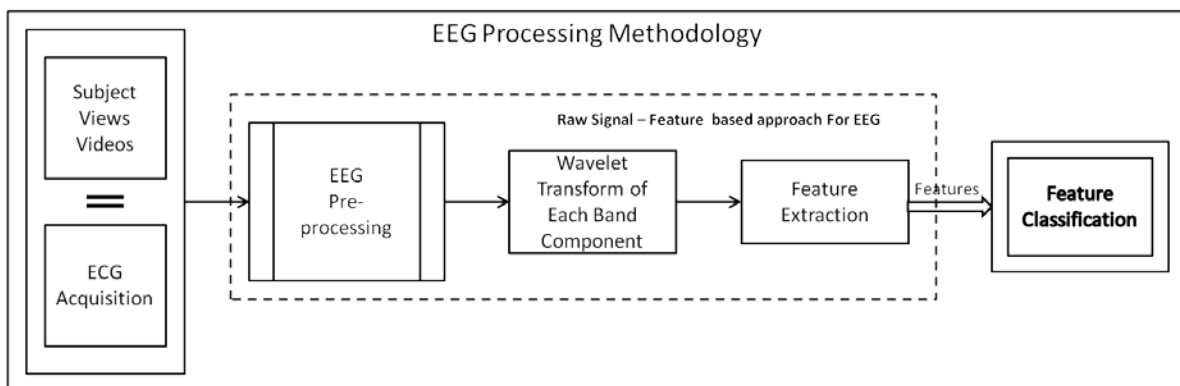 EEG Processing Methodology
Subject
Views
Videos
ECG
Acquisition
Raw Signal – Feature based approach For EEG
EEG
Pre-
processing
Wavelet
Transform of
Each Band
Component
Feature
Extraction
Features
Feature
Classification